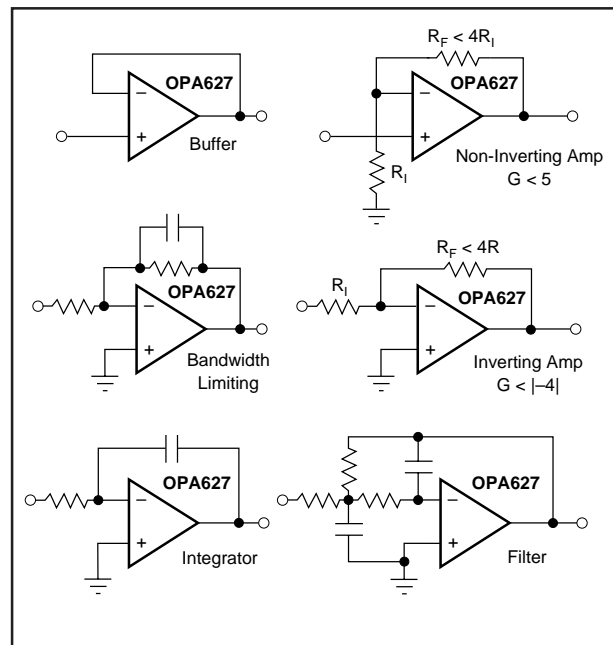 OPA627
−
+
Buffer
R_F < 4R_I
OPA627
−
+
R_I
Non-Inverting Amp
G < 5
OPA627
−
+
Bandwidth
Limiting
R_F < 4R
R_I
OPA627
−
+
Inverting Amp
G < |–4|
OPA627
−
+
Integrator
OPA627
−
+
Filter